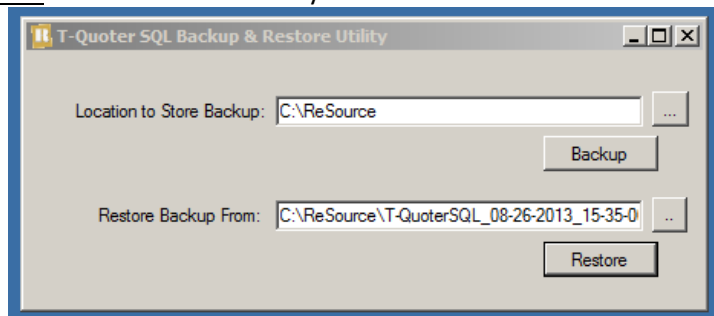 T-Quoter SQL Backup & Restore Utility
Location to Store Backup: C:\ReSource ...
Backup
Restore Backup From: C:\ReSource\T-QuoterSQL_08-26-2013_15-35-0 ..
Restore